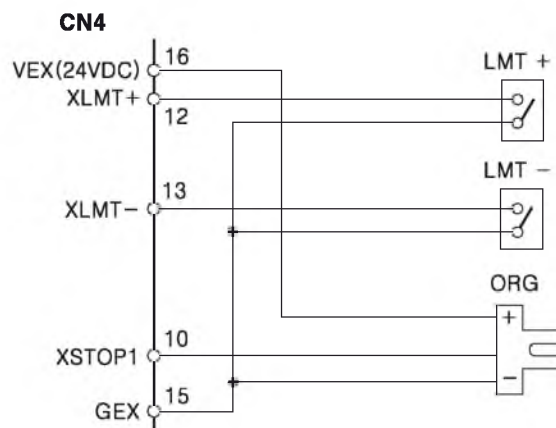 CN4
16
VEX(24VDC)
XLMT+
12
LMT +
13
XLMT−
LMT −
ORG
+
10
XSTOP1
−
15
GEX